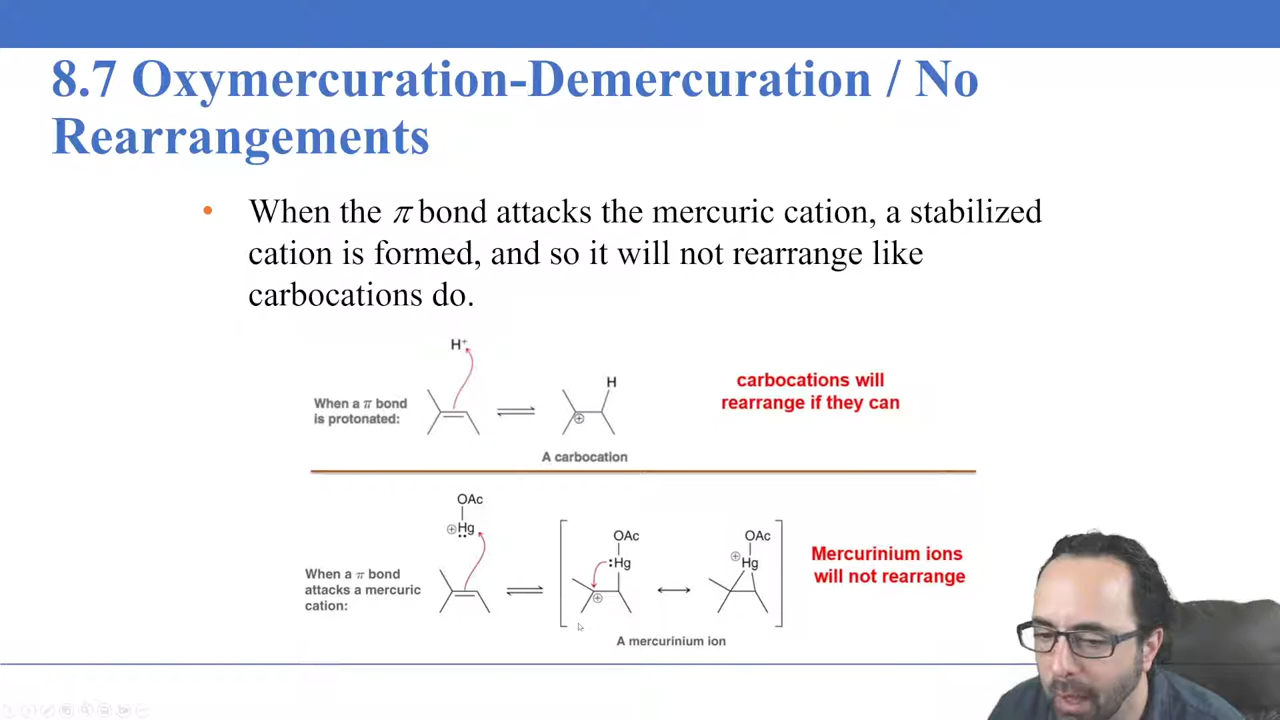 8.7 Oxymercuration-Demercuration / No
Rearrangements
• When the π bond attacks the mercuric cation, a stabilized
cation is formed, and so it will not rearrange like
carbocations do.
H⁺
H
When a π bond
is protonated:
⊕
A carbocation
carbocations will
rearrange if they can
OAc
⊕Hg
When a π bond
attacks a mercuric
cation:
OAc
:Hg
⊕
OAc
⊕
Hg
A mercurinium ion
Mercurinium ions
will not rearrange